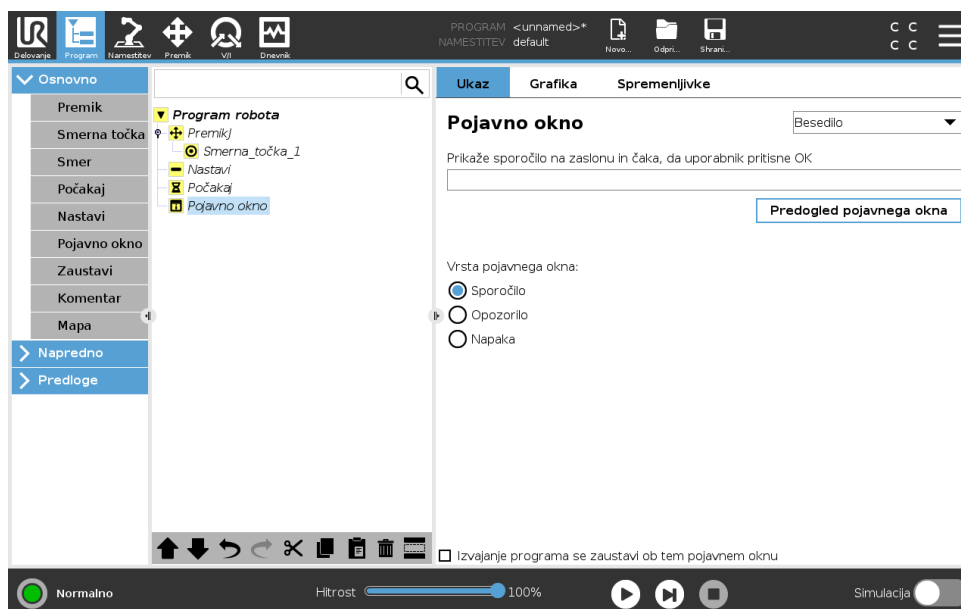 PROGRAM <unnamed>*
NAMESTITEV default
Delovanje
Program
Namestitev
Premik
V/I
Dnevnik
Novo...
Odpri...
Shrani...
C C
C C
Osnovno
Premik
Smerna točka
Smer
Počakaj
Nastavi
Pojavno okno
Zaustavi
Komentar
Mapa
Napredno
Predloge
Program robota
PremikJ
Smerna_točka_1
Nastavi
Počakaj
Pojavno okno
Ukaz
Grafika
Spremenljivke
Pojavno okno
Besedilo
Prikaže sporočilo na zaslonu in čaka, da uporabnik pritisne OK
Predogled pojavnega okna
Vrsta pojavnega okna:
Sporočilo
Opozorilo
Napaka
Izvajanje programa se zaustavi ob tem pojavnem oknu
Normalno
Hitrost
100%
Simulacija